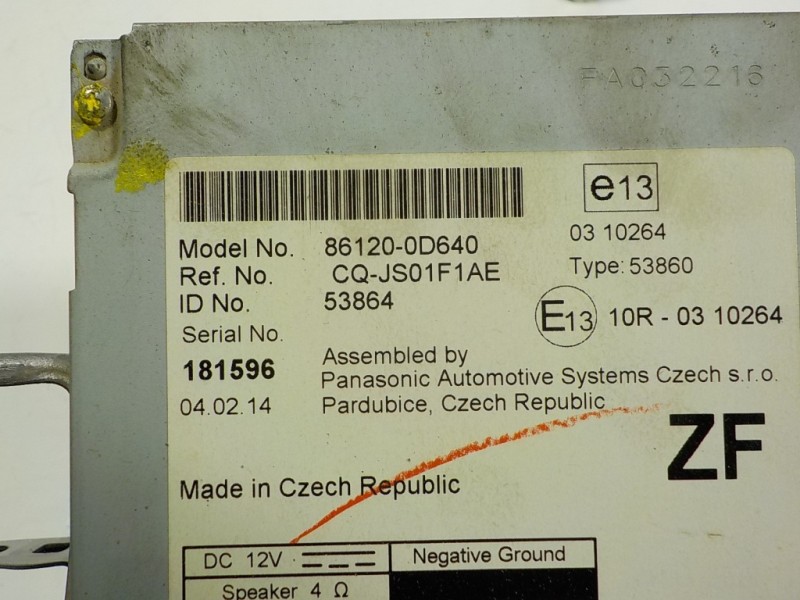 PA032216
e13
Model No. 86120-0D640
03 10264
Ref. No. CQ-JS01F1AE
Type: 53860
ID No. 53864
E13 10R - 03 10264
Serial No.
181596
Assembled by
Panasonic Automotive Systems Czech s.r.o.
04.02.14
Pardubice, Czech Republic
ZF
Made in Czech Republic
DC 12V
Negative Ground
Speaker 4 Ω